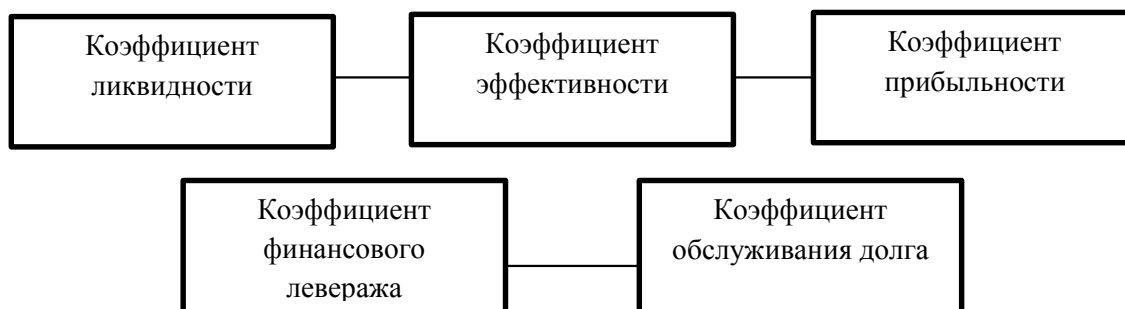 Коэффициент
ликвидности
Коэффициент
эффективности
Коэффициент
прибыльности
Коэффициент
финансового
левеража
Коэффициент
обслуживания долга